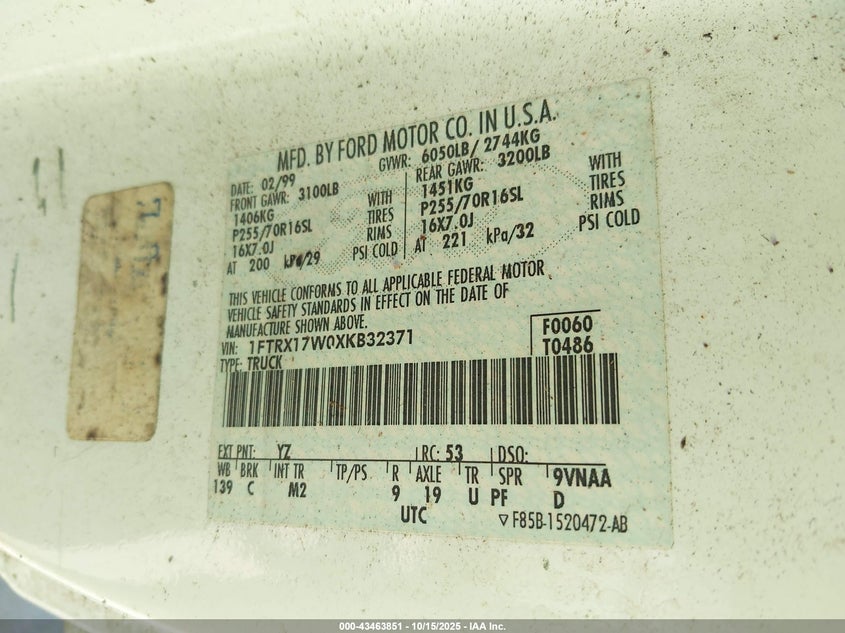 MFD. BY FORD MOTOR CO. IN U.S.A.
DATE: 02/99 GVWR: 6050LB/ 2744KG
FRONT GAWR: 3100LB REAR GAWR: 3200LB
1406KG WITH 1451KG WITH
P255/70R16SL TIRES P255/70R16SL TIRES
16X7.0J RIMS 16X7.0J RIMS
AT 200 kPa/29 PSI COLD AT 221 kPa/32 PSI COLD
THIS VEHICLE CONFORMS TO ALL APPLICABLE FEDERAL MOTOR
VEHICLE SAFETY STANDARDS IN EFFECT ON THE DATE OF
MANUFACTURE SHOWN ABOVE.
VIN: 1FTRX17W0XKB32371 F0060
TYPE: TRUCK T0486
EXT PNT: YZ RC: 53 DSO:
WB BRK INT TR TP/PS R AXLE TR SPR 9VNAA
139 C M2 9 19 U PF D
UTC ▽F85B-1520472-AB
000-43463851 | 10/15/2025 - IAA Inc.